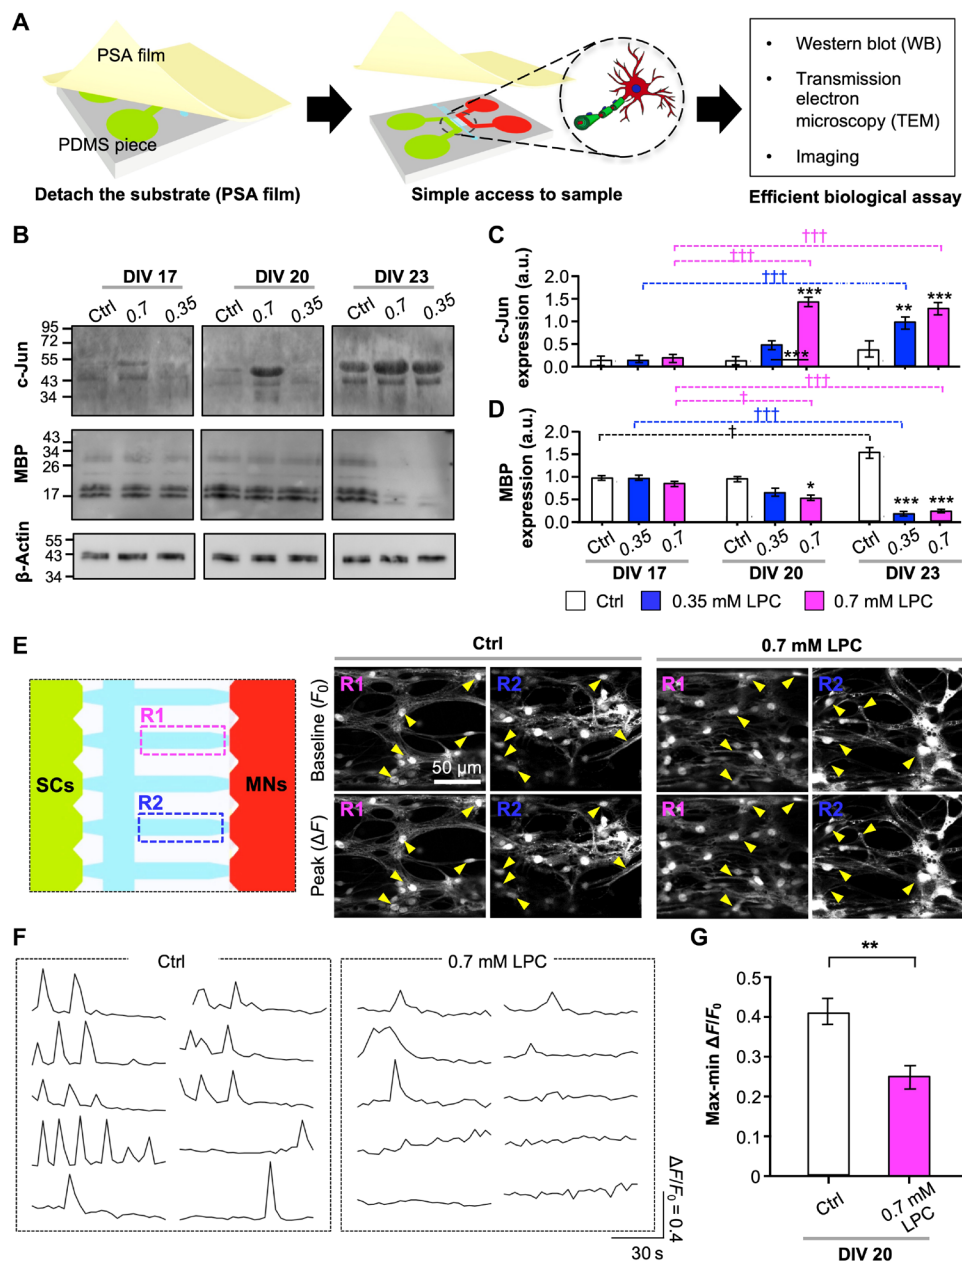 A
PSA film
PDMS piece
Detach the substrate (PSA film)
Simple access to sample
• Western blot (WB)
• Transmission
electron
microscopy (TEM)
• Imaging
Efficient biological assay
B
DIV 17
DIV 20
DIV 23
Ctrl 0.7 0.35
Ctrl 0.7 0.35
Ctrl 0.7 0.35
c-Jun
95
72
55
43
34
MBP
43
34
26
17
β-Actin
55
43
34
C
†††
†††
†††
c-Jun
expression (a.u.)
2.0
1.5
1.0
0.5
0.0
***
***
**
***
D
†††
†
†††
†
MBP
expression (a.u.)
2.0
1.5
1.0
0.5
0.0
*
***
***
Ctrl 0.35 0.7
Ctrl 0.35 0.7
Ctrl 0.35 0.7
DIV 17
DIV 20
DIV 23
Ctrl
0.35 mM LPC
0.7 mM LPC
E
Ctrl
0.7 mM LPC
SCs
R1
R2
MNs
Baseline (F0)
Peak (ΔF)
R1
R2
R1
R2
50 μm
R1
R2
R1
R2
F
Ctrl
0.7 mM LPC
ΔF/F0 = 0.4
30 s
G
**
Max-min ΔF/F0
0.5
0.4
0.3
0.2
0.1
0
Ctrl
0.7 mM
LPC
DIV 20